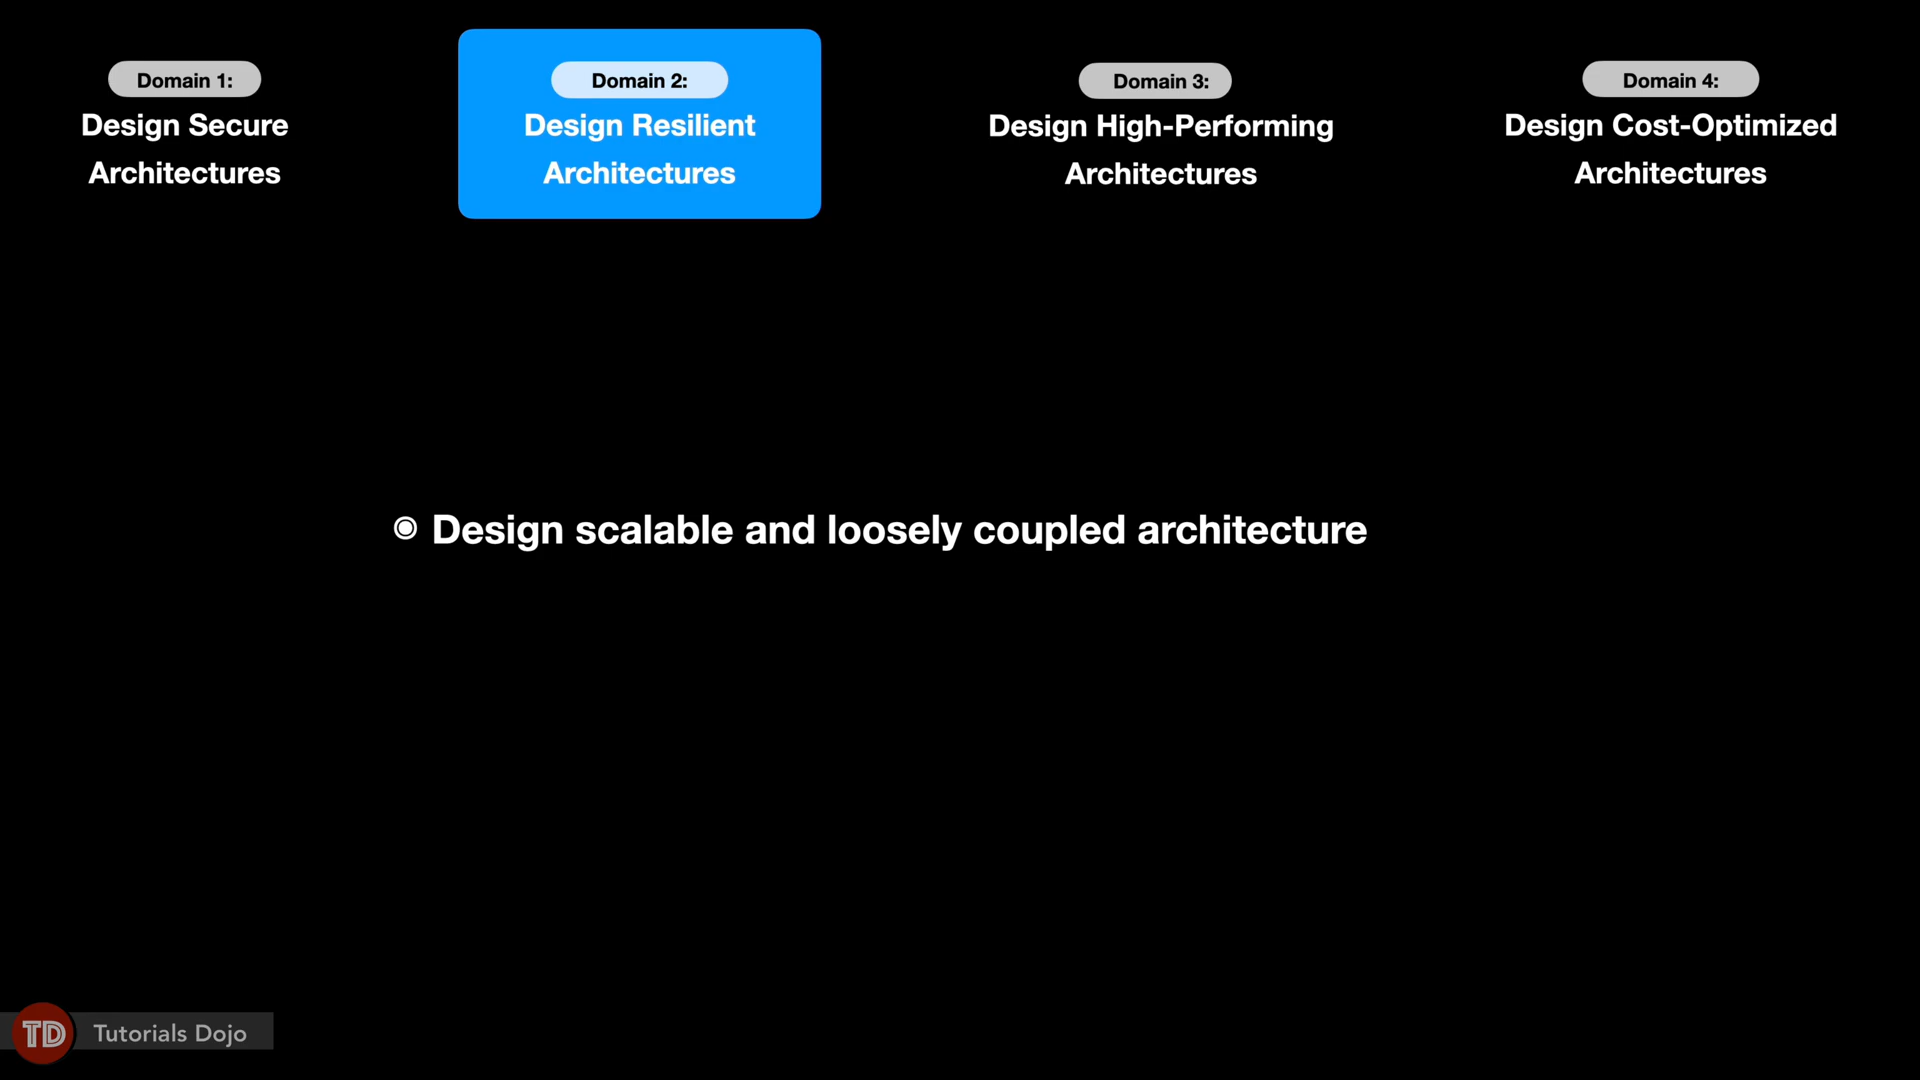 Domain 1:
Design Secure
Architectures
Domain 2:
Design Resilient
Architectures
Domain 3:
Design High-Performing
Architectures
Domain 4:
Design Cost-Optimized
Architectures
Design scalable and loosely coupled architecture
TD Tutorials Dojo